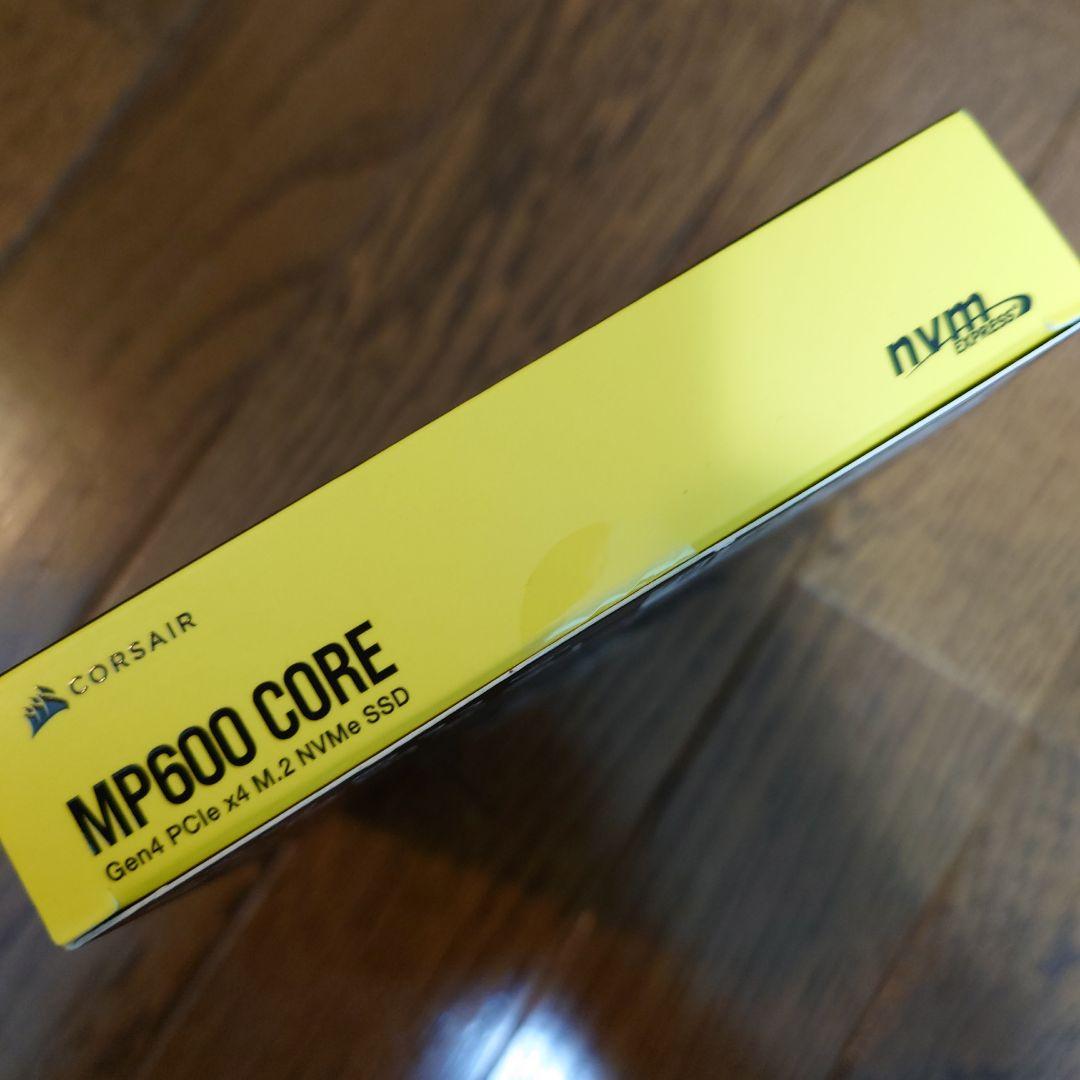 CORSAIR
MP600 CORE
Gen4 PCIe x4 M.2 NVMe SSD
nvm
EXPRESS